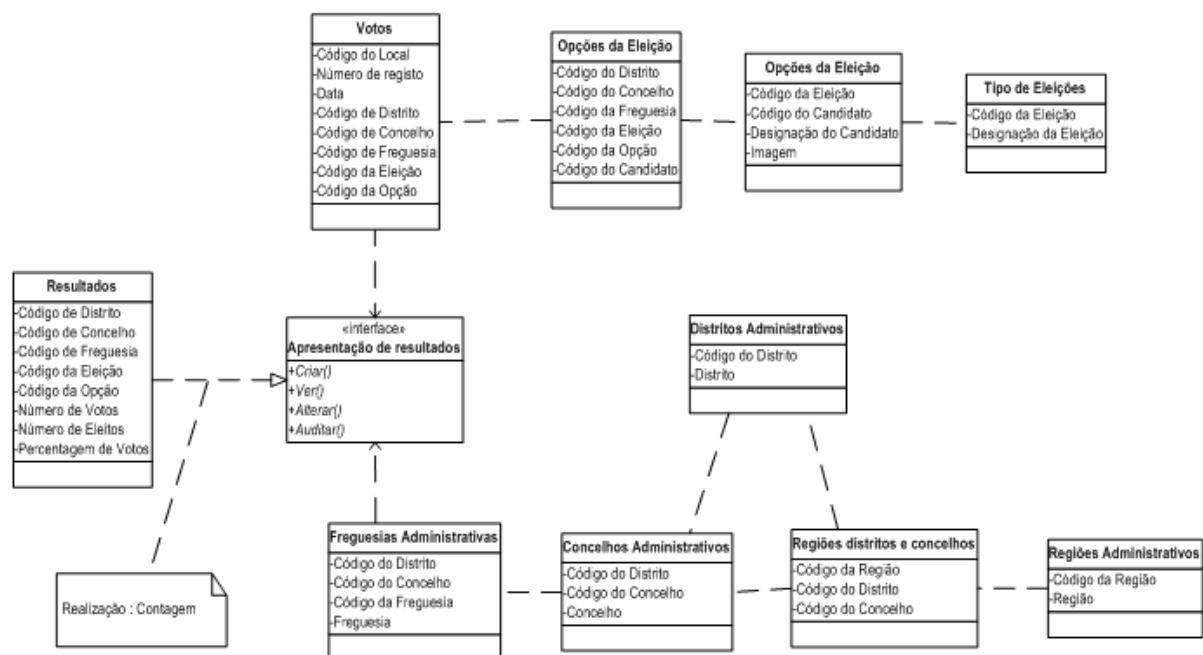 Votos
-Código do Local
-Número de registo
-Data
-Código de Distrito
-Código de Concelho
-Código de Freguesia
-Código da Eleição
-Código da Opção
Opções da Eleição
-Código do Distrito
-Código do Concelho
-Código da Freguesia
-Código da Eleição
-Código da Opção
-Código do Candidato
Opções da Eleição
-Código da Eleição
-Código do Candidato
-Designação do Candidato
-Imagem
Tipo de Eleições
-Código da Eleição
-Designação da Eleição
Resultados
-Código de Distrito
-Código de Concelho
-Código de Freguesia
-Código da Eleição
-Código da Opção
-Número de Votos
-Número de Eleitos
-Percentagem de Votos
«interface»
Apresentação de resultados
+Criar()
+Ver()
+Alterar()
+Auditar()
Distritos Administrativos
-Código do Distrito
-Distrito
Realização : Contagem
Freguesias Administrativas
-Código do Distrito
-Código do Concelho
-Código da Freguesia
-Freguesia
Concelhos Administrativos
-Código do Distrito
-Código do Concelho
-Concelho
Regiões distritos e concelhos
-Código da Região
-Código do Distrito
-Código do Concelho
Regiões Administrativos
-Código da Região
-Região